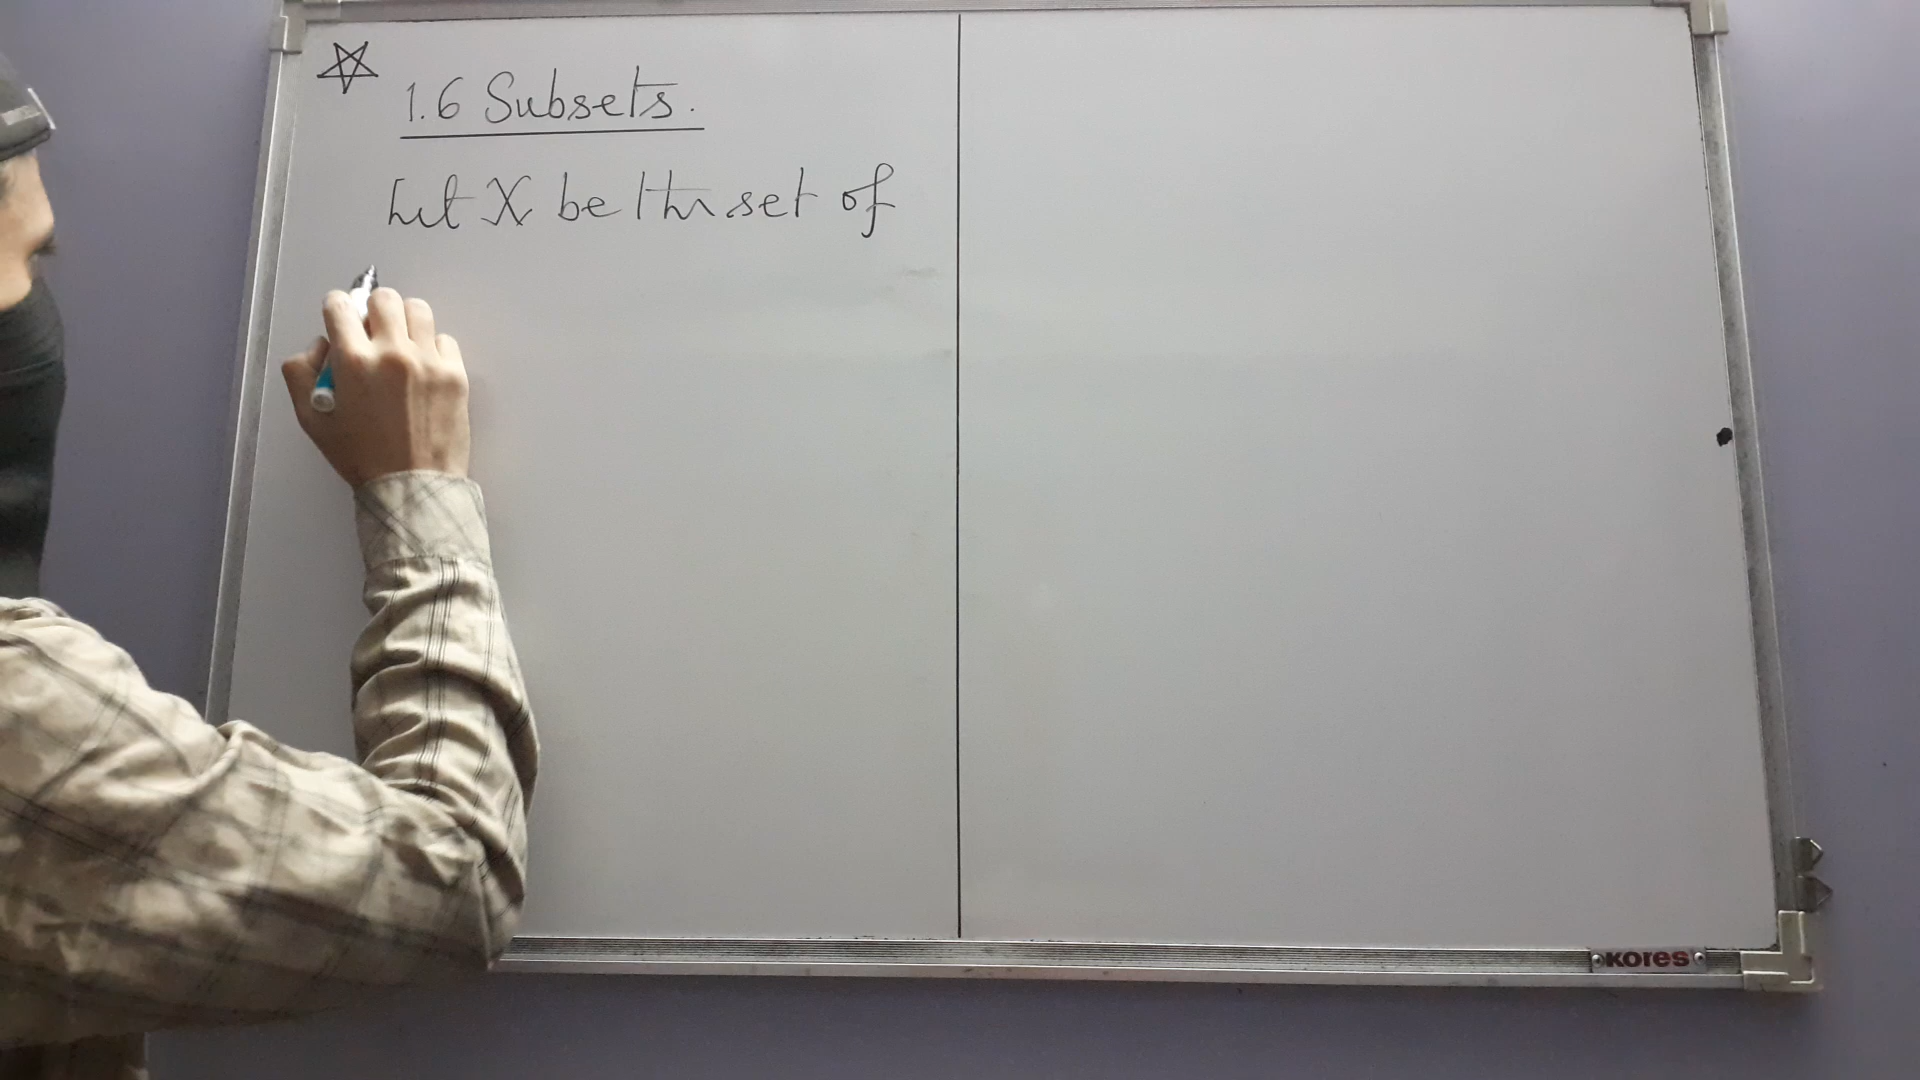 1.6 Subsets.
Let X be the set of
kores